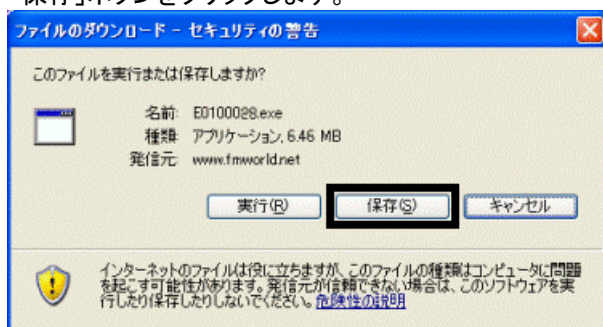 保存」ボタンをクリックします。
ファイルのダウンロード - セキュリティの警告
このファイルを実行または保存しますか?
名前: E0100028.exe
種類: アプリケーション, 6.46 MB
発信元: www.fmworld.net
実行(R) 保存(S) キャンセル
インターネットのファイルは役に立ちますが、このファイルの種類はコンピュータに問題
を起こす可能性があります。発信元が信頼できない場合は、このソフトウェアを実
行したり保存したりしないでください。危険性の説明